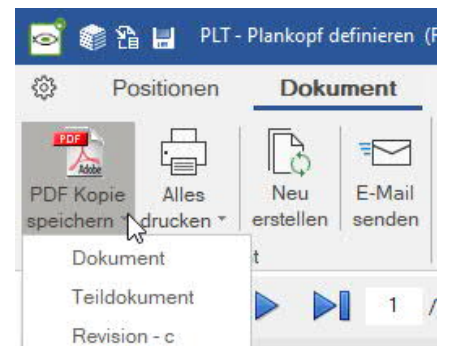 PLT - Plankopf definieren (F
Positionen Dokument
PDF
Adobe
PDF Kopie speichern
Alles drucken
Neu erstellen
E-Mail senden
t
Dokument
Teildokument
Revision - c
1 /